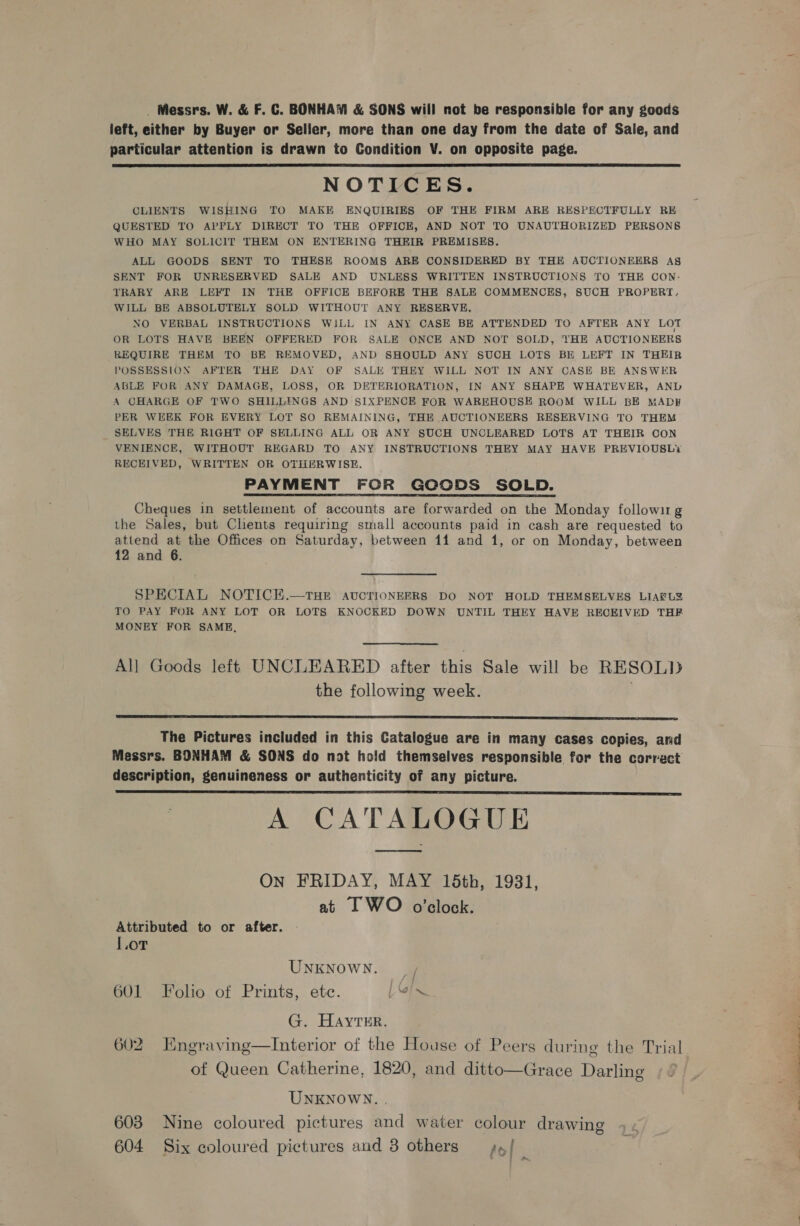 Messrs. W. & F. C. BONHAM & SONS will not be responsible for any goods
left, either by Buyer or Seller, more than one day from the date of Sale, and
particular attention is drawn to Condition V. on opposite page.
NOTICES.
CLIENTS WISHING TO MAKE ENQUIRIES OF THE FIRM ARE RESPECTFULLY RE
QUESTED TO APPLY DIRECT TO THE OFFICE, AND NOT TO UNAUTHORIZED PERSONS
WHO MAY SOLICIT THEM ON ENTERING THEIR PREMISES.
ALL GOODS SENT TO THESE ROOMS ARE CONSIDERED BY THE AUCTIONEERS AS
SENT FOR UNRESERVED SALE AND UNLESS WRITTEN INSTRUCTIONS TO THE CON-
TRARY ARE LEFT IN THE OFFICE BEFORE THE SALE COMMENCES, SUCH PROPERT,
WILL BE ABSOLUTELY SOLD WITHOUT ANY RESERVE.
NO VERBAL INSTRUCTIONS WILL IN ANY CASE BE ATTENDED TO AFTER ANY LOT
OR LOTS HAVE BEEN OFFERED FOR SALE ONCE AND NOT SOLD, THE AUCTIONEERS
REQUIRE THEM TO BE REMOVED, AND SHOULD ANY SUCH LOTS BE LEFT IN THEIR
POSSESSION AFTER THE DAY OF SALE THEY WILL NOT IN ANY CASE BE ANSWER
ABLE FOR ANY DAMAGE, LOSS, OR DETERIORATION, IN ANY SHAPE WHATEVER, AND
A CHARGE OF TWO SHILLINGS AND SIXPENCE FOR WAREHOUSE ROOM WILL BE MADE
PER WEEK FOR EVERY LOT SO REMAINING, THE AUCTIONEERS RESERVING TO THEM
SELVES THE RIGHT OF SELLING ALL OR ANY SUCH UNCLEARED LOTS AT THEIR CON
VENIENCE, WITHOUT REGARD TO ANY INSTRUCTIONS THEY MAY HAVE PREVIOUSLY
RECEIVED, WRITTEN OR OTHERWISE.
PAYMENT FOR GOODS SOLD.
Cheques in settlement of accounts are forwarded on the Monday following
the Sales, but Clients requiring small accounts paid in cash are requested to
attend at the Offices on Saturday, between 11 and 1, or on Monday, between
12 and 6.
SPECIAL NOTICE.—THE AUCTIONEERS DO NOT HOLD THEMSELVES LIABLE
TO PAY FOR ANY LOT OR LOTS KNOCKED DOWN UNTIL THEY HAVE RECEIVED THE
MONEY FOR SAME,
All Goods left UNCLEARED after this Sale will be RESOLD
the following week.
The Pictures included in this Catalogue are in many cases copies, and
Messrs. BONHAM & SONS do not hold themselves responsible for the correct
description, genuineness or authenticity of any picture.
A CATALOGUE
ON FRIDAY, MAY 15th, 1931,
at TWO o'clock.
Attributed to or after.
LOT
UNKNOWN.
601 Folio of Prints, etc.
G. HAYTER.
602 Engraving—Interior of the House of Peers during the Trial
of Queen Catherine, 1820, and ditto—Grace Darling
UNKNOWN.
603 Nine coloured pictures and water colour drawing
604 Six coloured pictures and 3 others